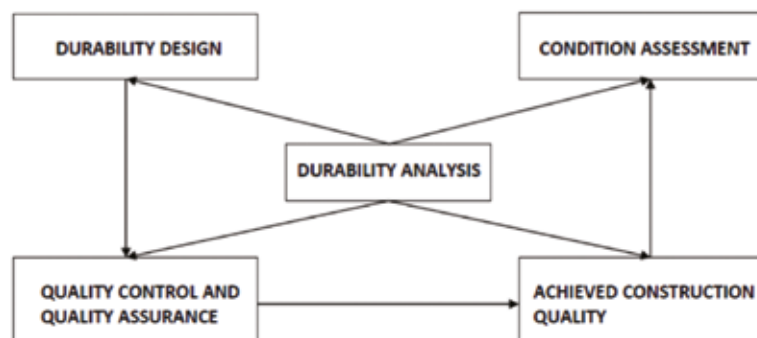 DURABILITY DESIGN
CONDITION ASSESSMENT
DURABILITY ANALYSIS
QUALITY CONTROL AND
QUALITY ASSURANCE
ACHIEVED CONSTRUCTION
QUALITY